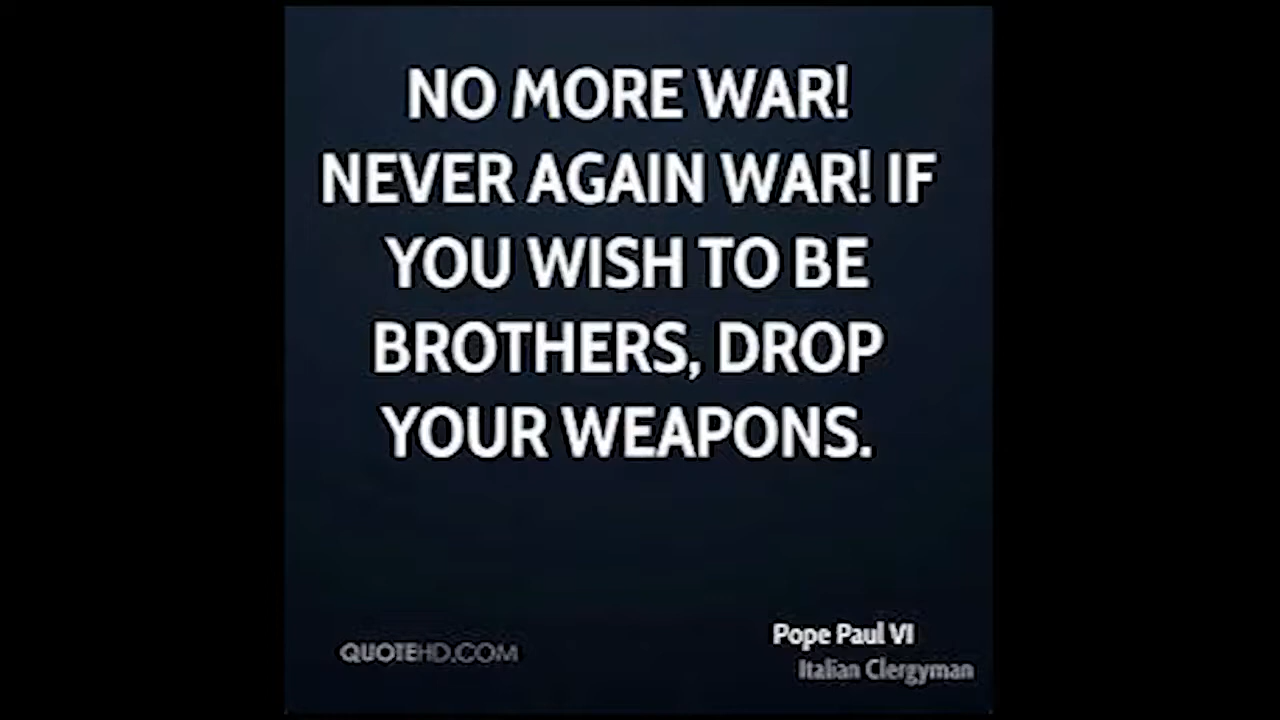 NO MORE WAR!
NEVER AGAIN WAR! IF
YOU WISH TO BE
BROTHERS, DROP
YOUR WEAPONS.
Pope Paul VI
QUOTEHD.COM
Italian Clergyman